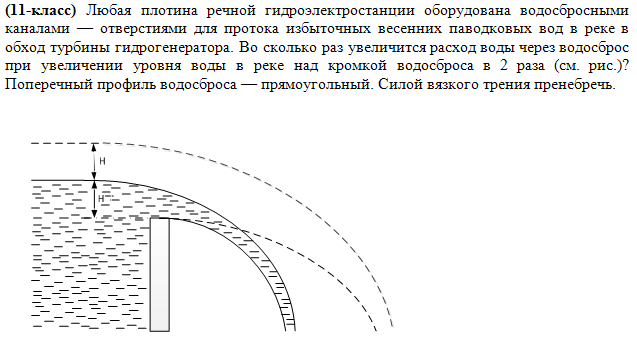 (11-класс) Любая плотина речной гидроэлектростанции оборудована водосбросными
каналами — отверстиями для протока избыточных весенних паводковых вод в реке в
обход турбины гидрогенератора. Во сколько раз увеличится расход воды через водосброс
при увеличении уровня воды в реке над кромкой водосброса в 2 раза (см. рис.)?
Поперечный профиль водосброса — прямоугольный. Силой вязкого трения пренебречь.
H
H